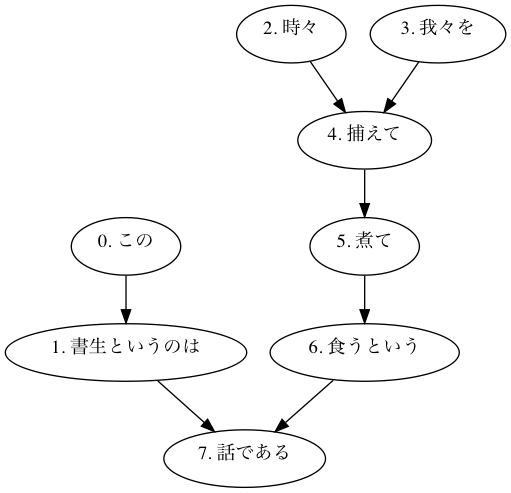 2. 時々
3. 我々を
4. 捕えて
0. この
5. 煮て
1. 書生というのは
6. 食うという
7. 話である